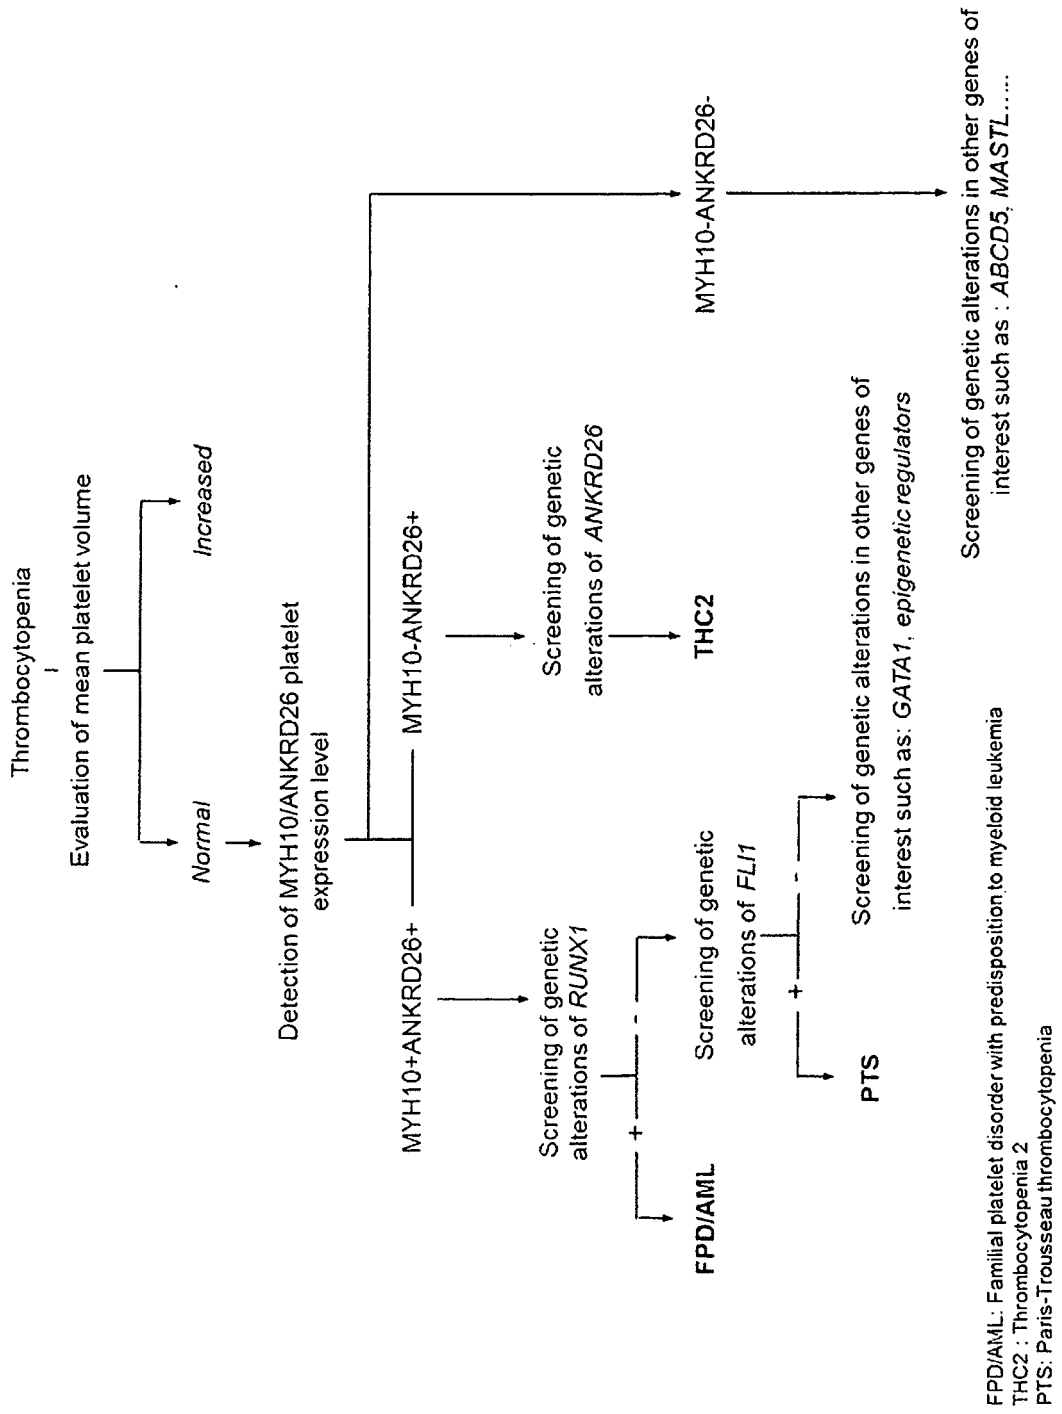 Thrombocytopenia
Evaluation of mean platelet volume
Normal
Increased
Detection of MYH10/ANKRD26 platelet
expression level
MYH10+ANKRD26+
MYH10-ANKRD26+
Screening of genetic
alterations of RUNX1
Screening of genetic
alterations of ANKRD26
+
-
FPD/AML
Screening of genetic
alterations of FLI1
THC2
MYH10-ANKRD26-
+
-
PTS
Screening of genetic alterations in other genes of
interest such as: GATA1, epigenetic regulators
Screening of genetic alterations in other genes of
interest such as : ABCD5, MASTL.....
FPD/AML: Familial platelet disorder with predisposition to myeloid leukemia
THC2 : Thrombocytopenia 2
PTS: Paris-Trousseau thrombocytopenia